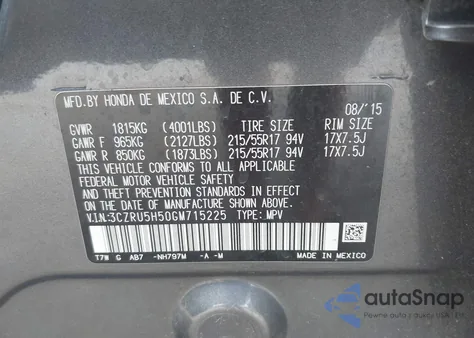 MFD.BY HONDA DE MEXICO S.A. DE C.V.
08/'15
GVWR 1815KG (4001LBS) TIRE SIZE RIM SIZE
GAWR F 965KG (2127LBS) 215/55R17 94V 17X7.5J
GAWR R 850KG (1873LBS) 215/55R17 94V 17X7.5J
THIS VEHICLE CONFORMS TO ALL APPLICABLE
FEDERAL MOTOR VEHICLE SAFETY AND
THEFT PREVENTION STANDARDS IN EFFECT
ON THE DATE OF MANUFACTURE SHOWN ABOVE.
V.I.N:3CZRU5H50GM715225 TYPE: MPV
T7W G AB7 -NH797M -A -M MADE IN MEXICO
autoSnap
Pewne auta z dwóch